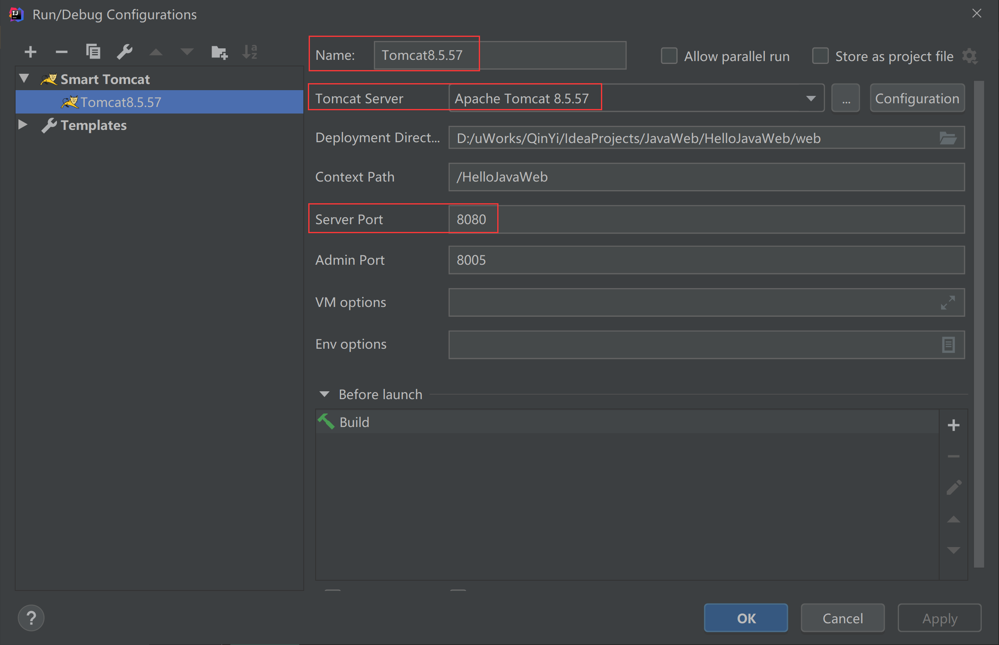 Run/Debug Configurations
Name: Tomcat8.5.57
Allow parallel run
Store as project file
Smart Tomcat
Tomcat8.5.57
Templates
Tomcat Server Apache Tomcat 8.5.57 ... Configuration
Deployment Direct... D:/uWorks/QinYi/IdeaProjects/JavaWeb/HelloJavaWeb/web
Context Path /HelloJavaWeb
Server Port 8080
Admin Port 8005
VM options
Env options
Before launch
Build
? OK Cancel Apply